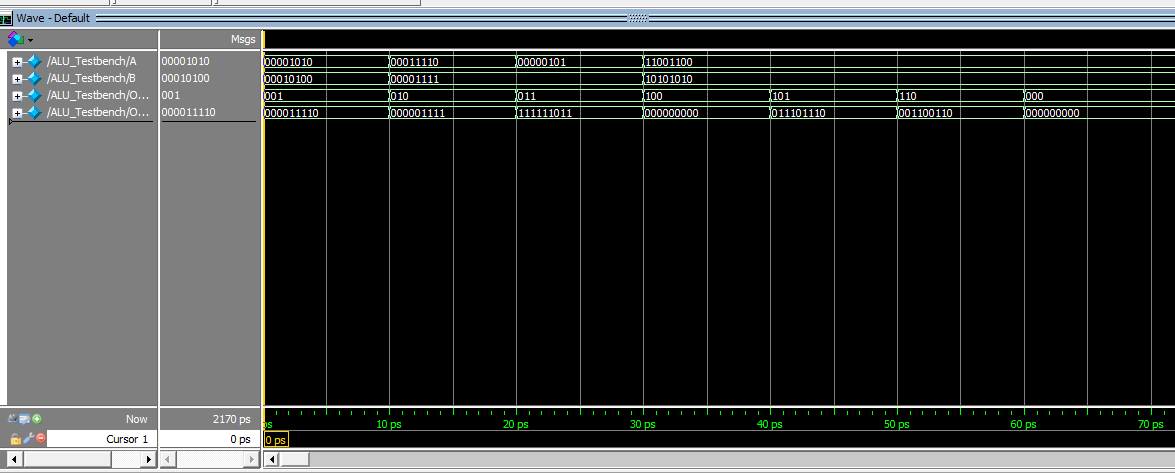 Wave - Default
Msgs
/ALU_Testbench/A 00001010 00001010 00011110 00000101 11001100
/ALU_Testbench/B 00010100 00010100 00001111 10101010
/ALU_Testbench/O... 001 001 010 011 100 101 110 000
/ALU_Testbench/O... 000011110 000011110 000001111 111111011 000000000 011101110 001100110 000000000
Now 2170 ps ps 10 ps 20 ps 30 ps 40 ps 50 ps 60 ps 70 ps
Cursor 1 0 ps 0 ps